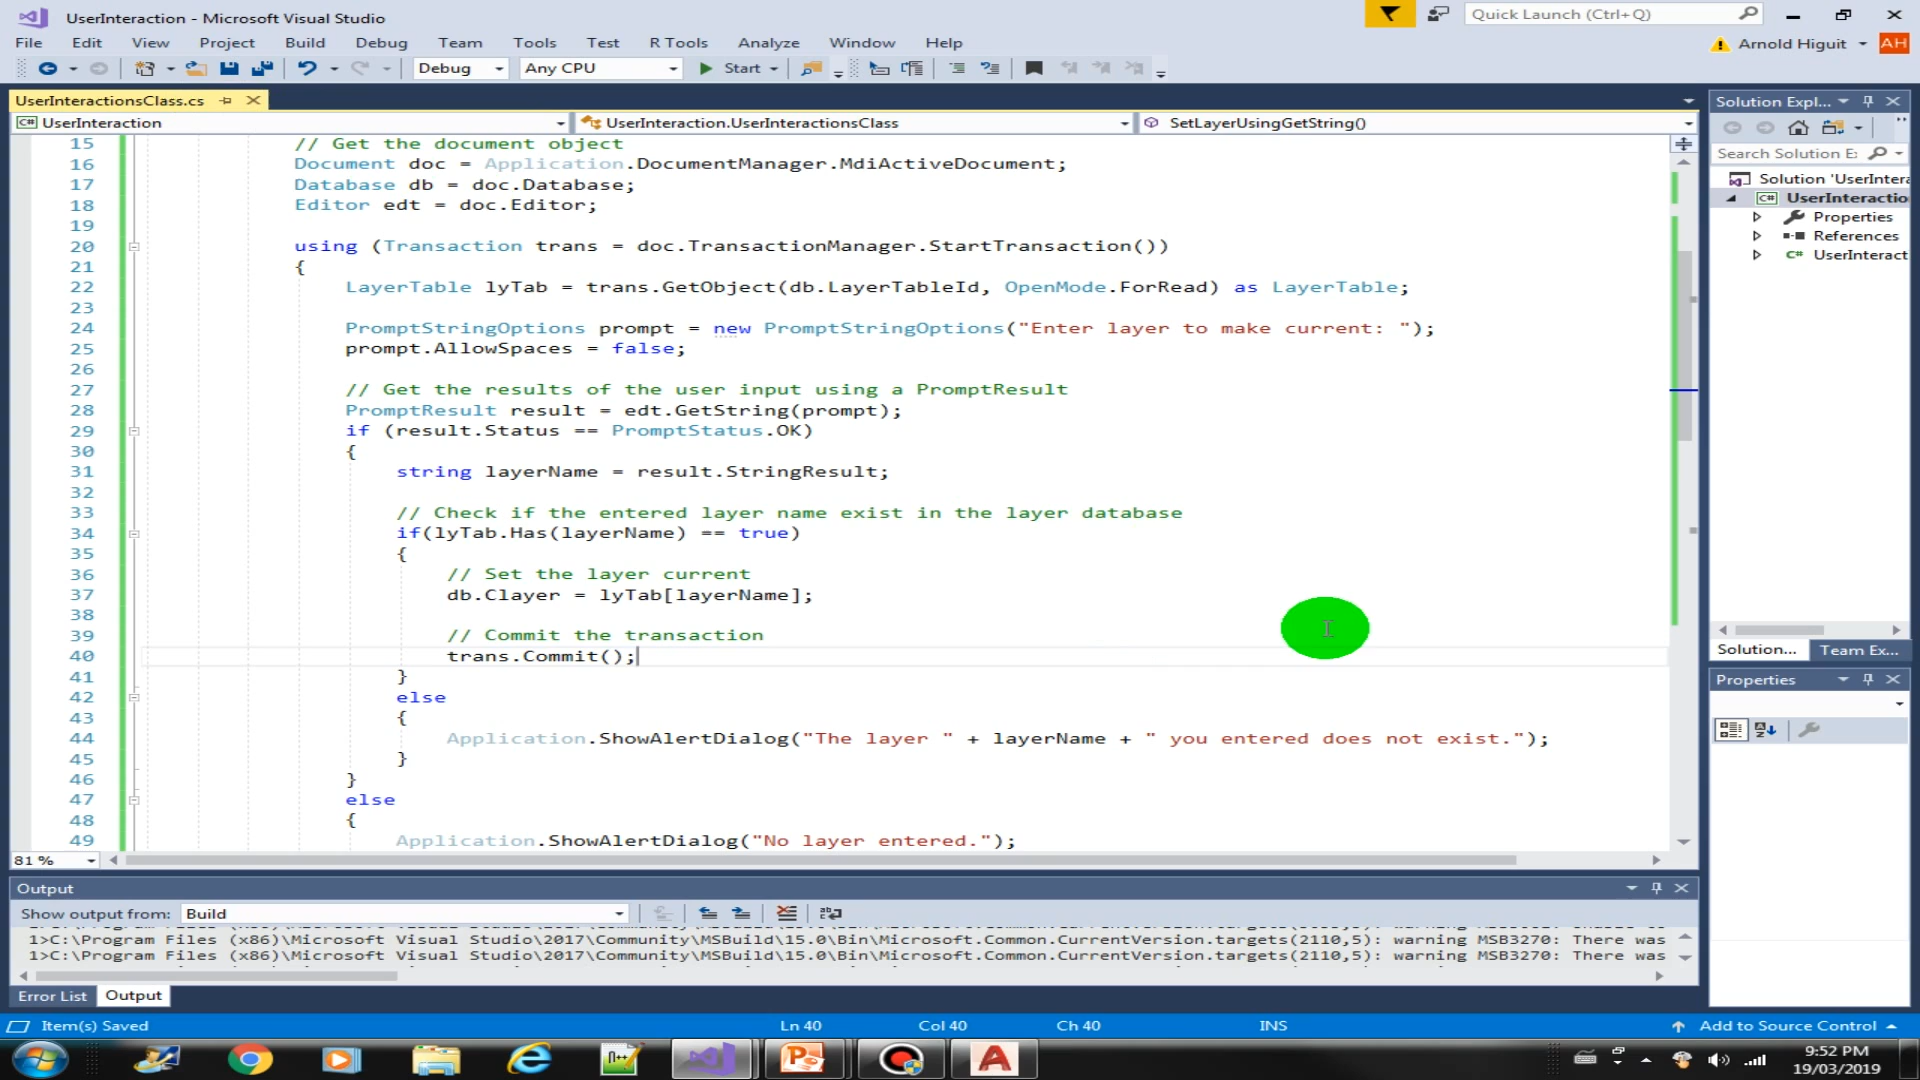 UserInteraction - Microsoft Visual Studio
Quick Launch (Ctrl+Q)
File Edit View Project Build Debug Team Tools Test R Tools Analyze Window Help
Arnold Higuit AH
Debug Any CPU Start
UserInteractionsClass.cs
UserInteraction UserInteraction.UserInteractionsClass SetLayerUsingGetString()
15 // Get the document object
16 Document doc = Application.DocumentManager.MdiActiveDocument;
17 Database db = doc.Database;
18 Editor edt = doc.Editor;
19
20 using (Transaction trans = doc.TransactionManager.StartTransaction())
21 {
22 LayerTable lyTab = trans.GetObject(db.LayerTableId, OpenMode.ForRead) as LayerTable;
23
24 PromptStringOptions prompt = new PromptStringOptions("Enter layer to make current: ");
25 prompt.AllowSpaces = false;
26
27 // Get the results of the user input using a PromptResult
28 PromptResult result = edt.GetString(prompt);
29 if (result.Status == PromptStatus.OK)
30 {
31 string layerName = result.StringResult;
32
33 // Check if the entered layer name exist in the layer database
34 if(lyTab.Has(layerName) == true)
35 {
36 // Set the layer current
37 db.Clayer = lyTab[layerName];
38
39 // Commit the transaction
40 trans.Commit();
41 }
42 else
43 {
44 Application.ShowAlertDialog("The layer " + layerName + " you entered does not exist.");
45 }
46 }
47 else
48 {
49 Application.ShowAlertDialog("No layer entered.");
81 %
Solution Expl...
Search Solution E:
Solution 'UserIntera
UserInteractio
Properties
References
UserInteract
Solution... Team Ex...
Properties
Output
Show output from: Build
1>C:\Program Files (x86)\Microsoft Visual Studio\2017\Community\MSBuild\15.0\Bin\Microsoft.Common.CurrentVersion.targets(2110,5): warning MSB3270: There was
1>C:\Program Files (x86)\Microsoft Visual Studio\2017\Community\MSBuild\15.0\Bin\Microsoft.Common.CurrentVersion.targets(2110,5): warning MSB3270: There was
Error List Output
Item(s) Saved Ln 40 Col 40 Ch 40 INS Add to Source Control
9:52 PM
19/03/2019